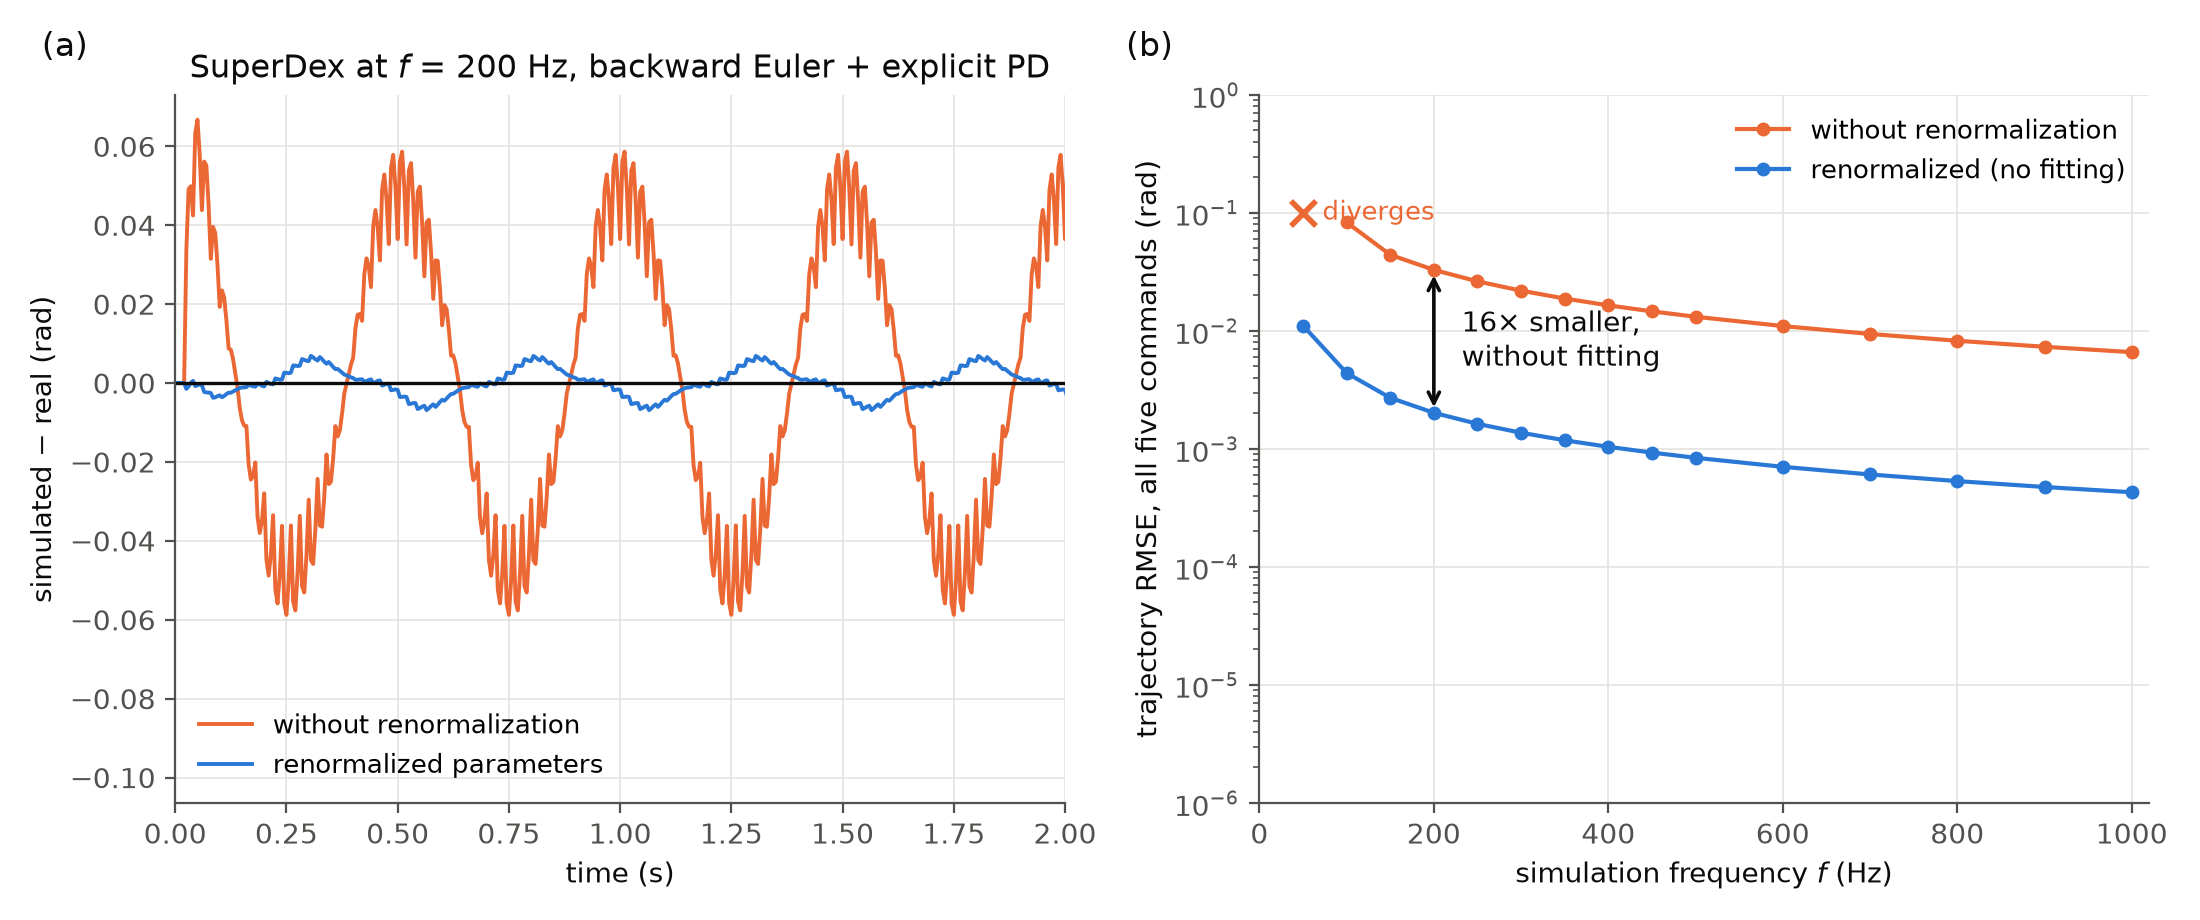 (a)
SuperDex at f = 200 Hz, backward Euler + explicit PD
simulated − real (rad)
0.06
0.04
0.02
0.00
−0.02
−0.04
−0.06
−0.08
−0.10
without renormalization
renormalized parameters
0.00 0.25 0.50 0.75 1.00 1.25 1.50 1.75 2.00
time (s)
(b)
trajectory RMSE, all five commands (rad)
10⁰
10⁻¹
10⁻²
10⁻³
10⁻⁴
10⁻⁵
10⁻⁶
without renormalization
renormalized (no fitting)
diverges
16× smaller,
without fitting
0 200 400 600 800 1000
simulation frequency f (Hz)